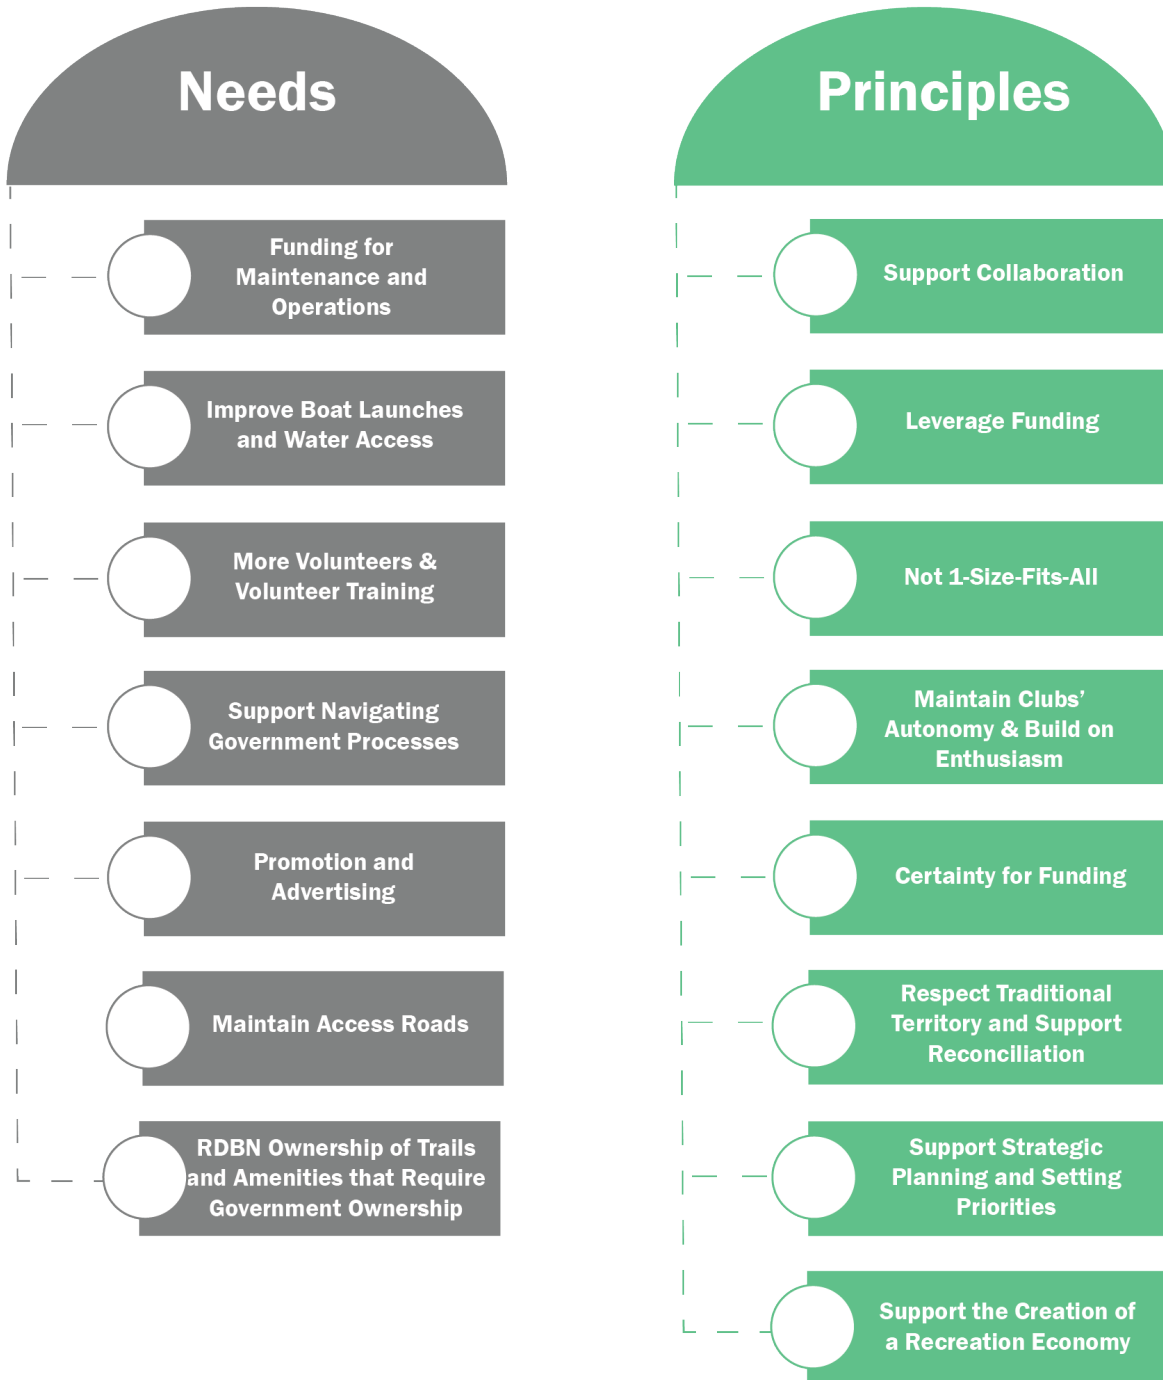 Needs
Funding for
Maintenance and
Operations
Improve Boat Launches
and Water Access
More Volunteers &
Volunteer Training
Support Navigating
Government Processes
Promotion and
Advertising
Maintain Access Roads
RDBN Ownership of Trails
and Amenities that Require
Government Ownership
Principles
Support Collaboration
Leverage Funding
Not 1-Size-Fits-All
Maintain Clubs’
Autonomy & Build on
Enthusiasm
Certainty for Funding
Respect Traditional
Territory and Support
Reconciliation
Support Strategic
Planning and Setting
Priorities
Support the Creation of
a Recreation Economy